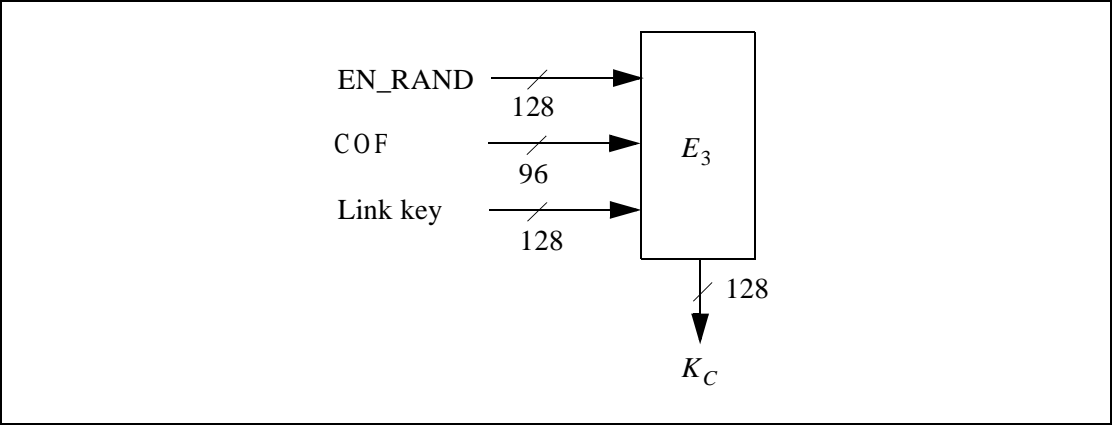 EN_RAND
128
COF
96
Link key
128
E3
128
KC